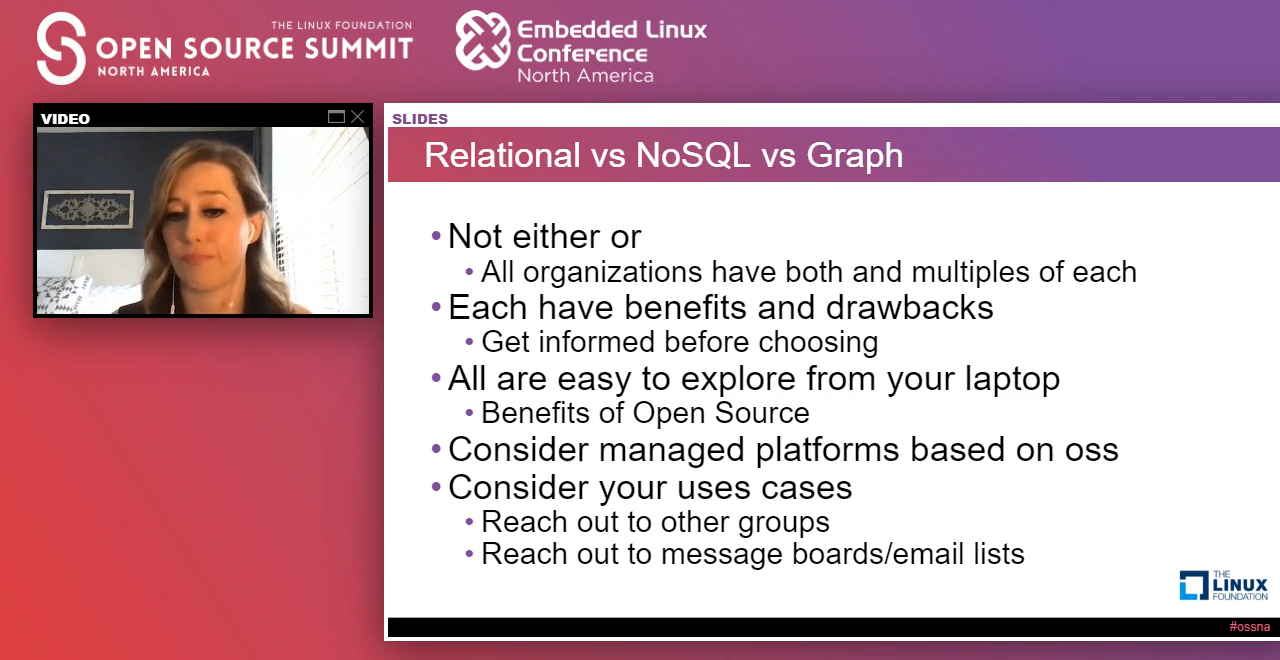 THE LINUX FOUNDATION
OPEN SOURCE SUMMIT
NORTH AMERICA
Embedded Linux
Conference
North America
VIDEO
SLIDES
Relational vs NoSQL vs Graph
•Not either or
•All organizations have both and multiples of each
•Each have benefits and drawbacks
•Get informed before choosing
•All are easy to explore from your laptop
•Benefits of Open Source
•Consider managed platforms based on oss
•Consider your uses cases
•Reach out to other groups
•Reach out to message boards/email lists
THE
LINUX
FOUNDATION
#ossna